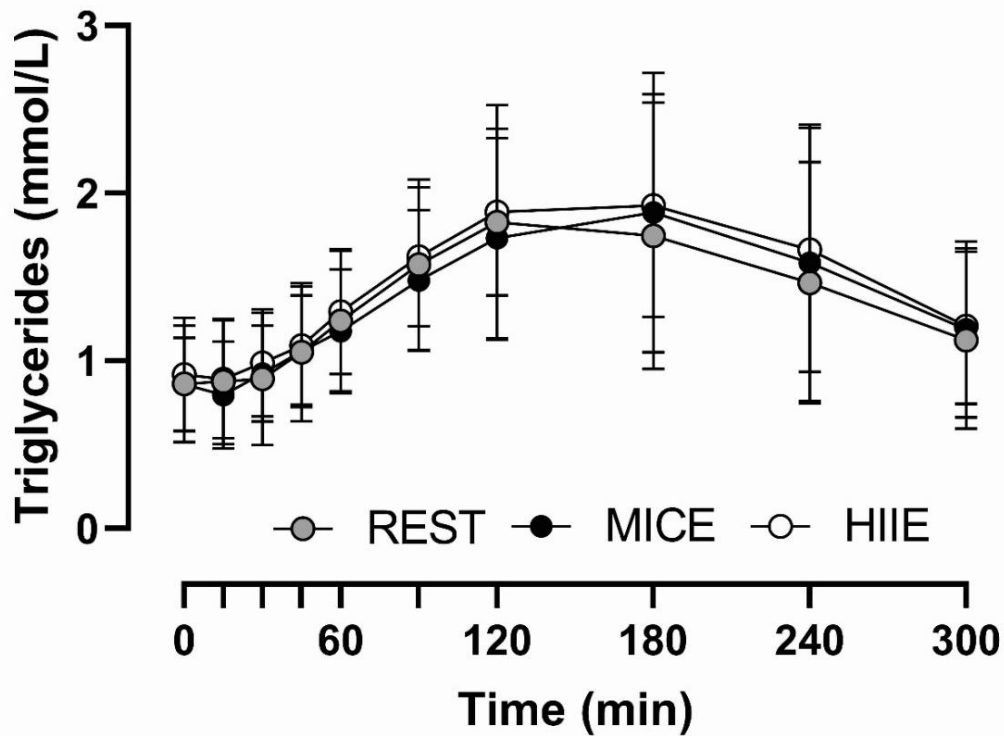 Triglycerides (mmol/L)
3
2
1
0
REST MICE HIIE
0 60 120 180 240 300
Time (min)